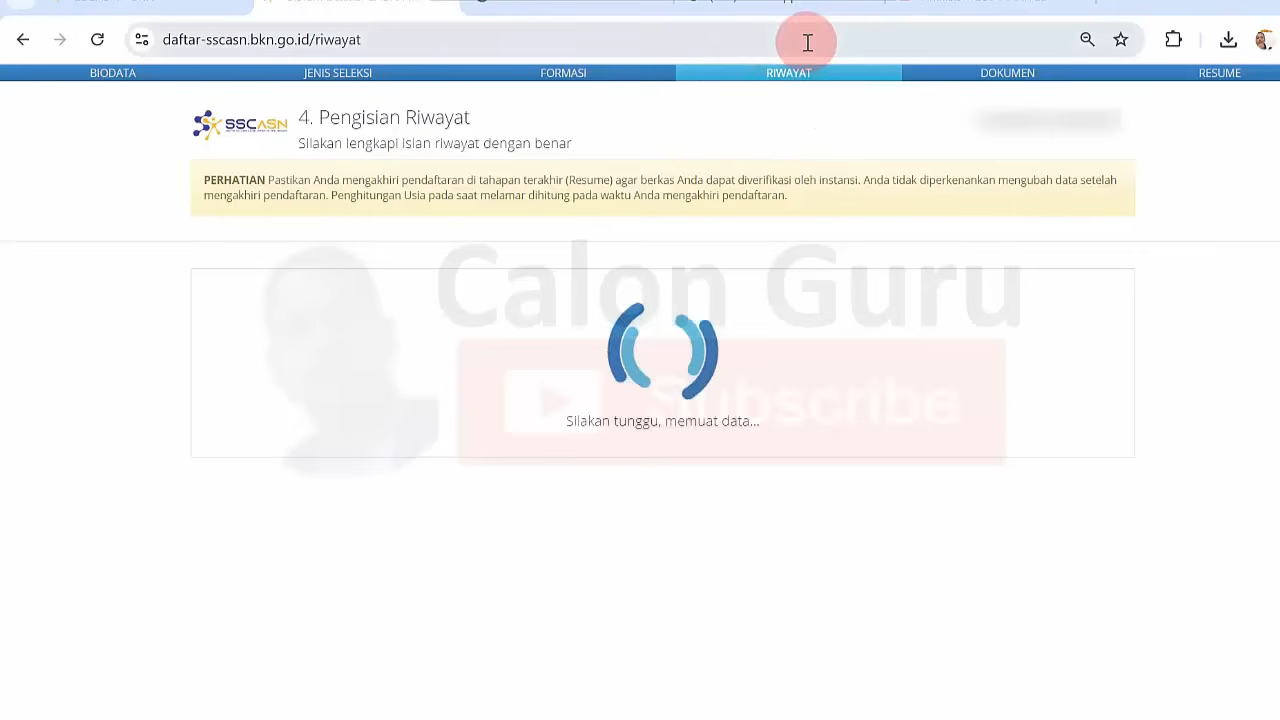 daftar-sscasn.bkn.go.id/riwayat
BIODATA
JENIS SELEKSI
FORMASI
RIWAYAT
DOKUMEN
RESUME
SSCASN
4. Pengisian Riwayat
Silakan lengkapi isian riwayat dengan benar
PERHATIAN Pastikan Anda mengakhiri pendaftaran di tahapan terakhir (Resume) agar berkas Anda dapat diverifikasi oleh instansi. Anda tidak diperkenankan mengubah data setelah
mengakhiri pendaftaran. Penghitungan Usia pada saat melamar dihitung pada waktu Anda mengakhiri pendaftaran.
Calon Guru
Subscribe
Silakan tunggu, memuat data...